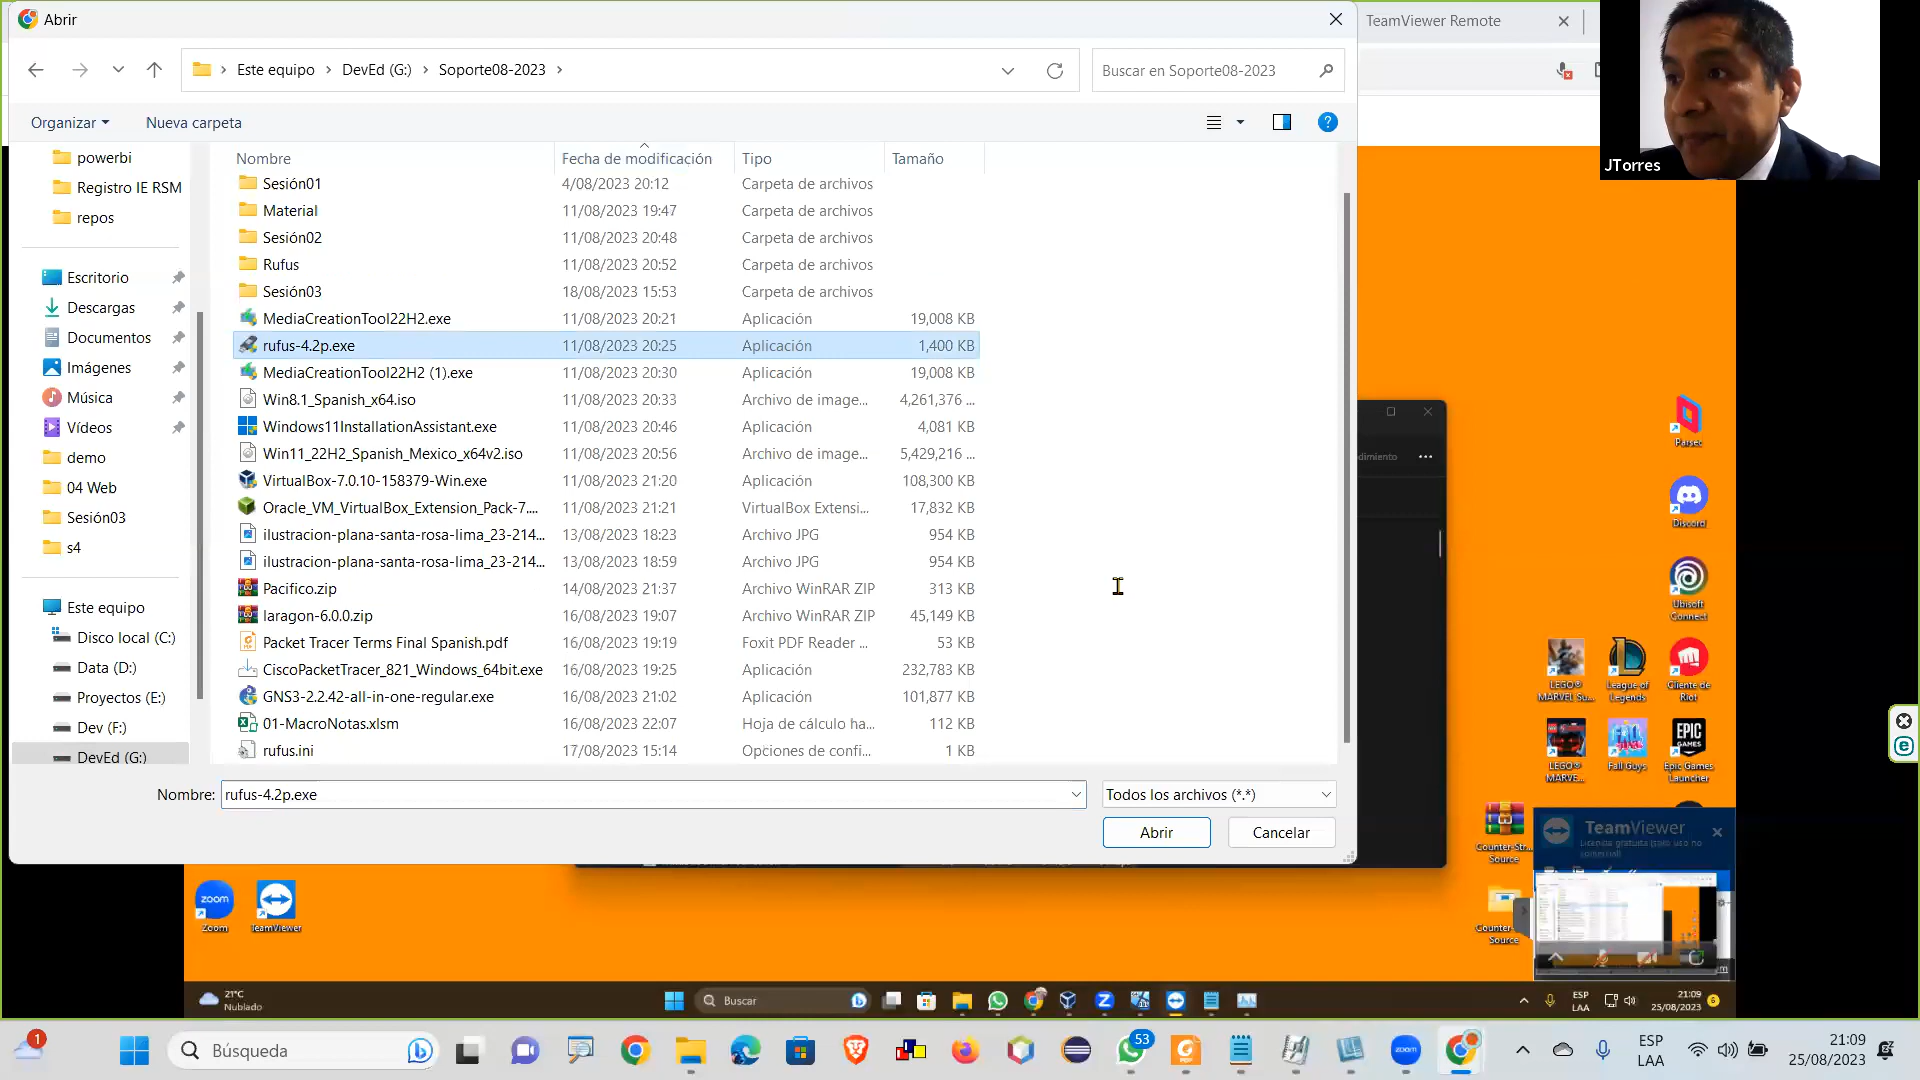 Abrir
TeamViewer Remote
Este equipo > DevEd (G:) > Soporte08-2023 >
Buscar en Soporte08-2023
Organizar
Nueva carpeta
JTorres
powerbi
Registro IE RSM
repos
Escritorio
Descargas
Documentos
Imágenes
Música
Vídeos
demo
04 Web
Sesión03
s4
Este equipo
Disco local (C:)
Data (D:)
Proyectos (E:)
Dev (F:)
DevEd (G:)
Nombre Fecha de modificación Tipo Tamaño
Sesión01 4/08/2023 20:12 Carpeta de archivos
Material 11/08/2023 19:47 Carpeta de archivos
Sesión02 11/08/2023 20:48 Carpeta de archivos
Rufus 11/08/2023 20:52 Carpeta de archivos
Sesión03 18/08/2023 15:53 Carpeta de archivos
MediaCreationTool22H2.exe 11/08/2023 20:21 Aplicación 19,008 KB
rufus-4.2p.exe 11/08/2023 20:25 Aplicación 1,400 KB
MediaCreationTool22H2 (1).exe 11/08/2023 20:30 Aplicación 19,008 KB
Win8.1_Spanish_x64.iso 11/08/2023 20:33 Archivo de image... 4,261,376 ...
Windows11InstallationAssistant.exe 11/08/2023 20:46 Aplicación 4,081 KB
Win11_22H2_Spanish_Mexico_x64v2.iso 11/08/2023 20:56 Archivo de image... 5,429,216 ...
VirtualBox-7.0.10-158379-Win.exe 11/08/2023 21:20 Aplicación 108,300 KB
Oracle_VM_VirtualBox_Extension_Pack-7.... 11/08/2023 21:21 VirtualBox Extensi... 17,832 KB
ilustracion-plana-santa-rosa-lima_23-214... 13/08/2023 18:23 Archivo JPG 954 KB
ilustracion-plana-santa-rosa-lima_23-214... 13/08/2023 18:59 Archivo JPG 954 KB
Pacifico.zip 14/08/2023 21:37 Archivo WinRAR ZIP 313 KB
laragon-6.0.0.zip 16/08/2023 19:07 Archivo WinRAR ZIP 45,149 KB
Packet Tracer Terms Final Spanish.pdf 16/08/2023 19:19 Foxit PDF Reader ... 53 KB
CiscoPacketTracer_821_Windows_64bit.exe 16/08/2023 19:25 Aplicación 232,783 KB
GNS3-2.2.42-all-in-one-regular.exe 16/08/2023 21:02 Aplicación 101,877 KB
01-MacroNotas.xlsm 16/08/2023 22:07 Hoja de cálculo ha... 112 KB
rufus.ini 17/08/2023 15:14 Opciones de confi... 1 KB
Nombre: rufus-4.2p.exe
Todos los archivos (*.*)
Abrir
Cancelar
dimiento
Parsec
Discord
Ubisoft
Connect
LEGO®
MARVEL Su...
League of
Legends
Cliente de
Riot
LEGO®
MARVE...
Fall Guys
EPIC
GAMES
Epic Games
Launcher
Counter-Str...
Source
Counter-
Source
TeamViewer
Licencia gratuita (solo uso no
comercial)
zoom
Zoom
TeamViewer
21°C
Nublado
Buscar
ESP
LAA
21:09
25/08/2023
6
1
Búsqueda
53
zoom
ESP
LAA
21:09
25/08/2023